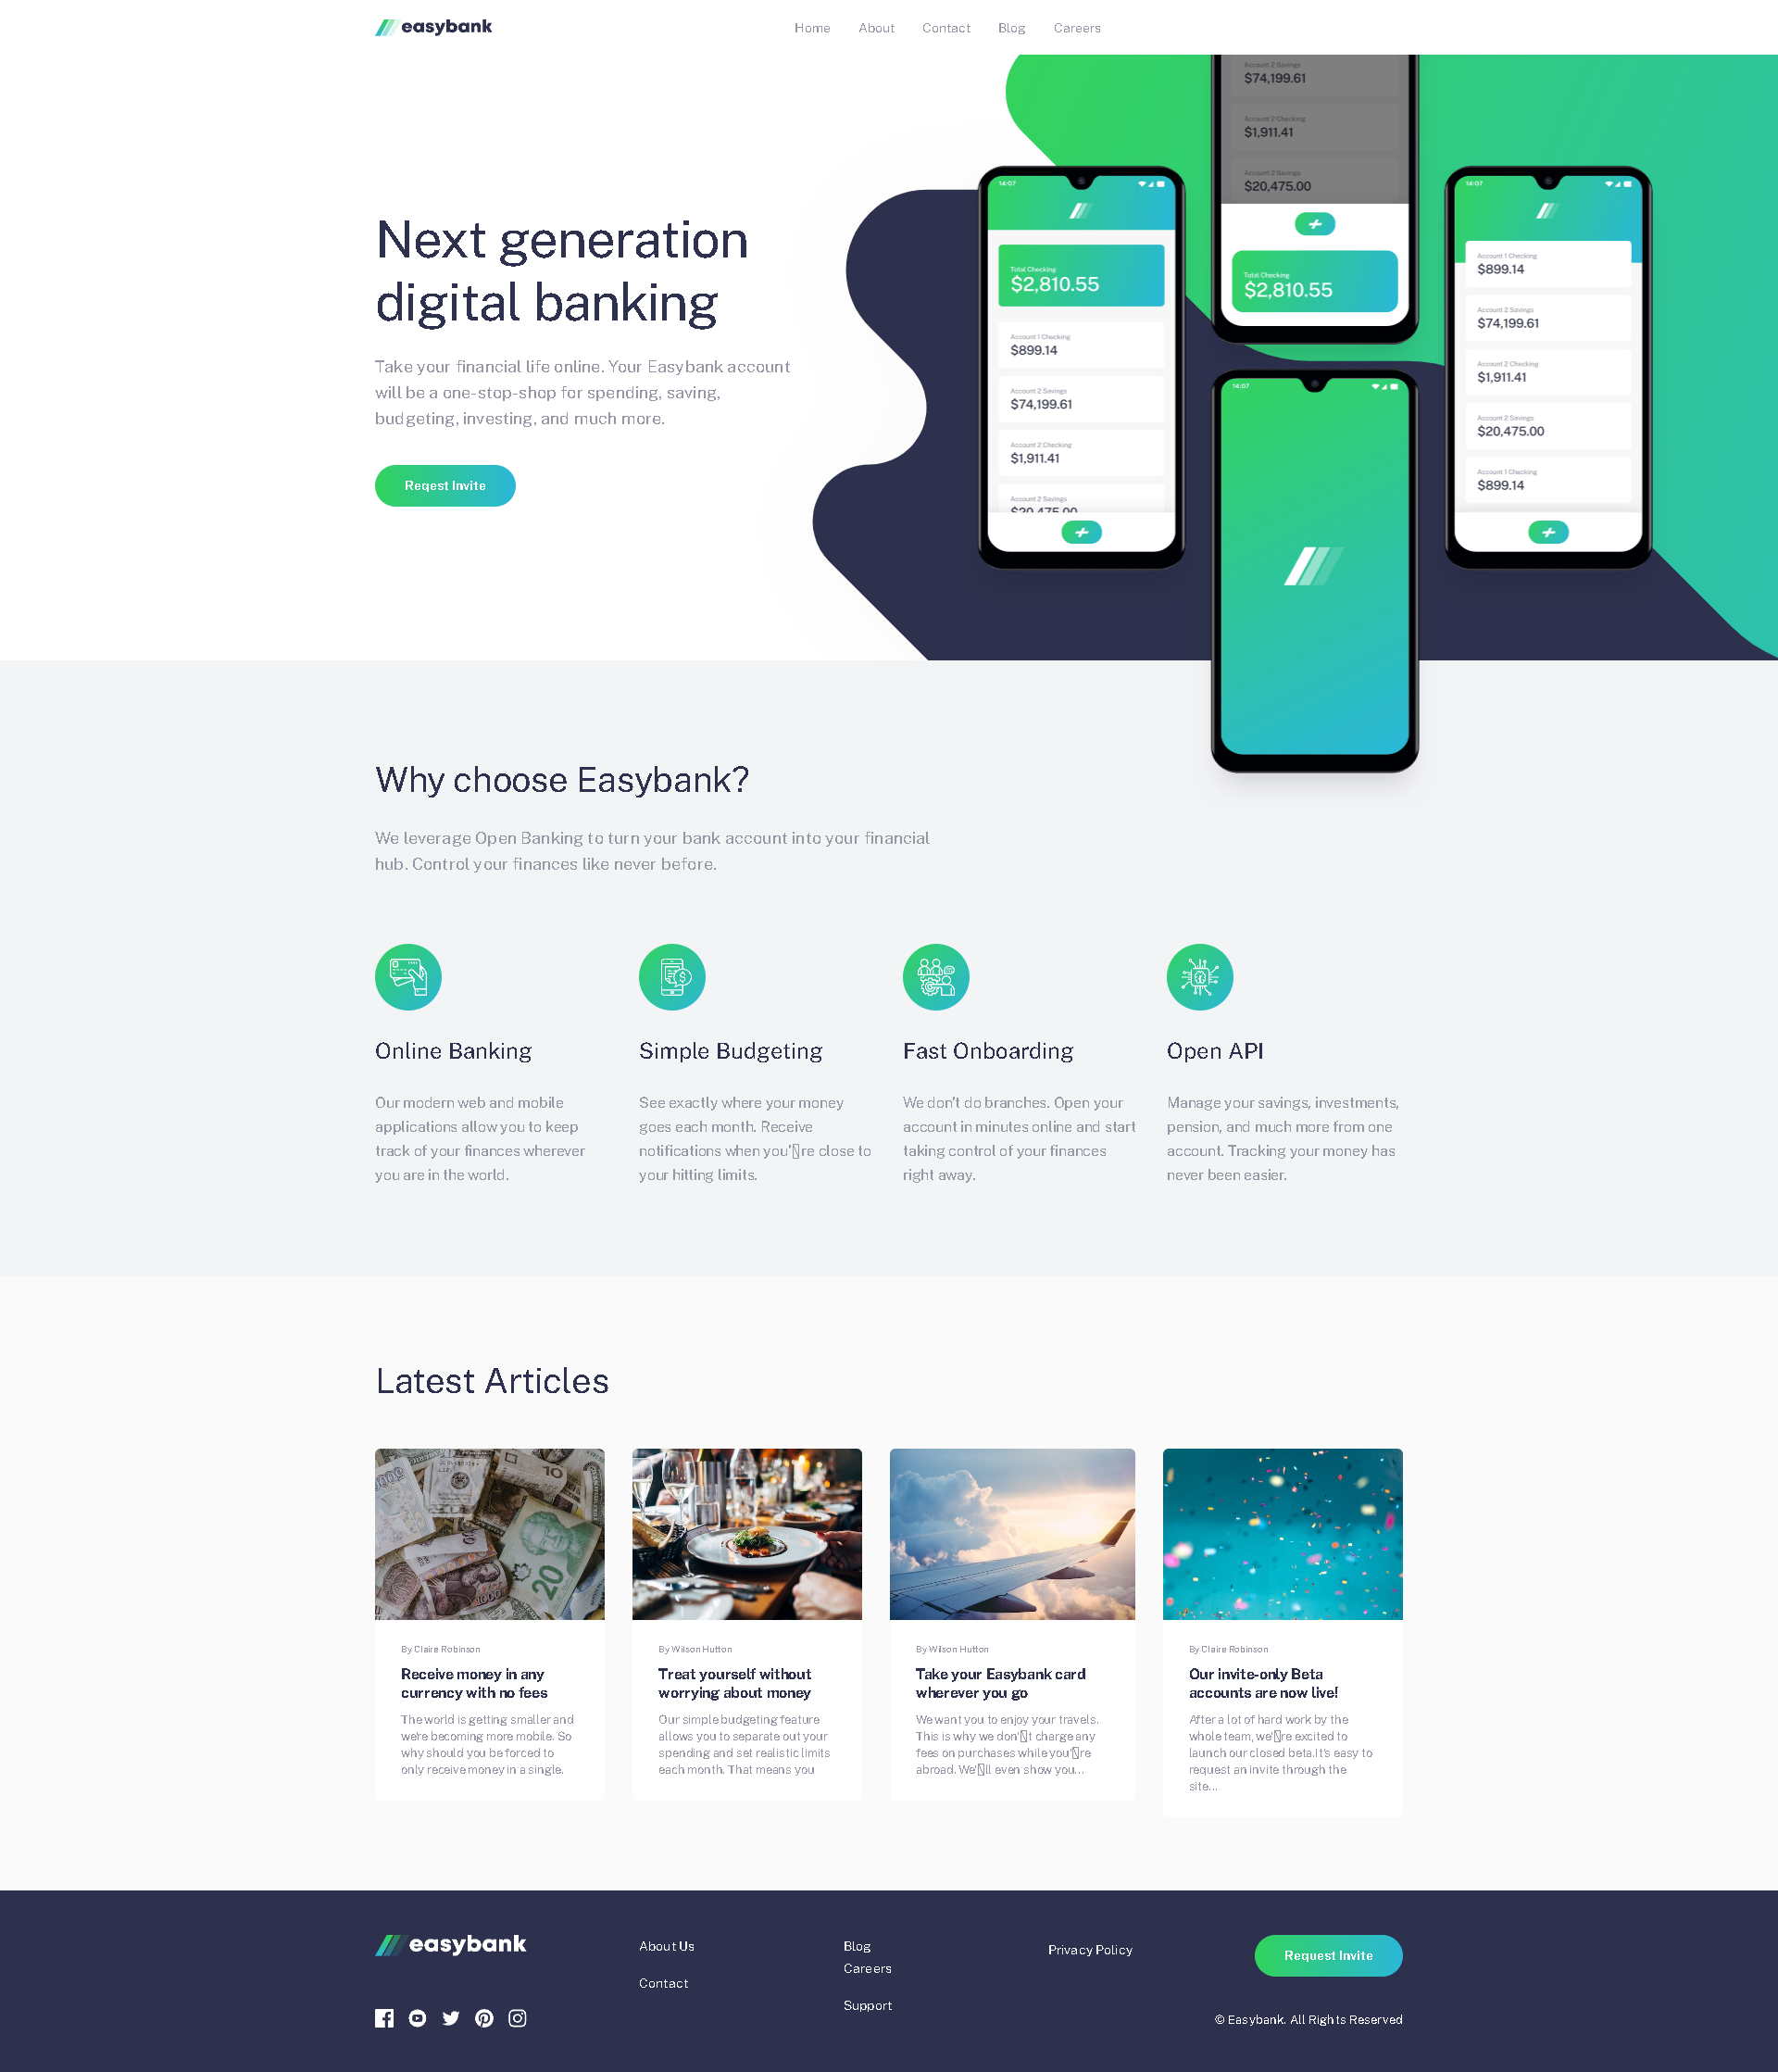 easybank
Home
About
Contact
Blog
Careers
Account 2 Savings
$74,199.61
Account 2 Checking
$1,911.41
$20,475.00
14:07
Total Checking
$2,810.55
Account 1 Checking
$899.14
Account 2 Savings
$74,199.61
Account 2 Checking
$1,911.41
Account 2 Savings
$20,475.00
Total Checking
$2,810.55
14:07
14:07
Account 1 Checking
$899.14
Account 2 Savings
$74,199.61
Account 2 Checking
$1,911.41
Account 2 Savings
$20,475.00
Account 1 Checking
$899.14
Next generation
digital banking
Take your financial life online. Your Easybank account
will be a one-stop-shop for spending, saving,
budgeting, investing, and much more.
Reqest Invite
Why choose Easybank?
We leverage Open Banking to turn your bank account into your financial
hub. Control your finances like never before.
Online Banking
Our modern web and mobile
applications allow you to keep
track of your finances wherever
you are in the world.
Simple Budgeting
See exactly where your money
goes each month. Receive
notifications when you'▯re close to
your hitting limits.
Fast Onboarding
We don't do branches. Open your
account in minutes online and start
taking control of your finances
right away.
Open API
Manage your savings, investments,
pension, and much more from one
account. Tracking your money has
never been easier.
Latest Articles
By Claire Robinson
Receive money in any
currency with no fees
The world is getting smaller and
we're becoming more mobile. So
why should you be forced to
only receive money in a single.
By Wilson Hutton
Treat yourself without
worrying about money
Our simple budgeting feature
allows you to separate out your
spending and set realistic limits
each month. That means you
By Wilson Hutton
Take your Easybank card
wherever you go
We want you to enjoy your travels.
This is why we don'▯t charge any
fees on purchases while you'▯re
abroad. We'▯ll even show you...
By Claire Robinson
Our invite-only Beta
accounts are now live!
After a lot of hard work by the
whole team, we'▯re excited to
launch our closed beta.It's easy to
request an invite through the
site...
easybank
About Us
Contact
Blog
Careers
Support
Privacy Policy
Request Invite
© Easybank. All Rights Reserved